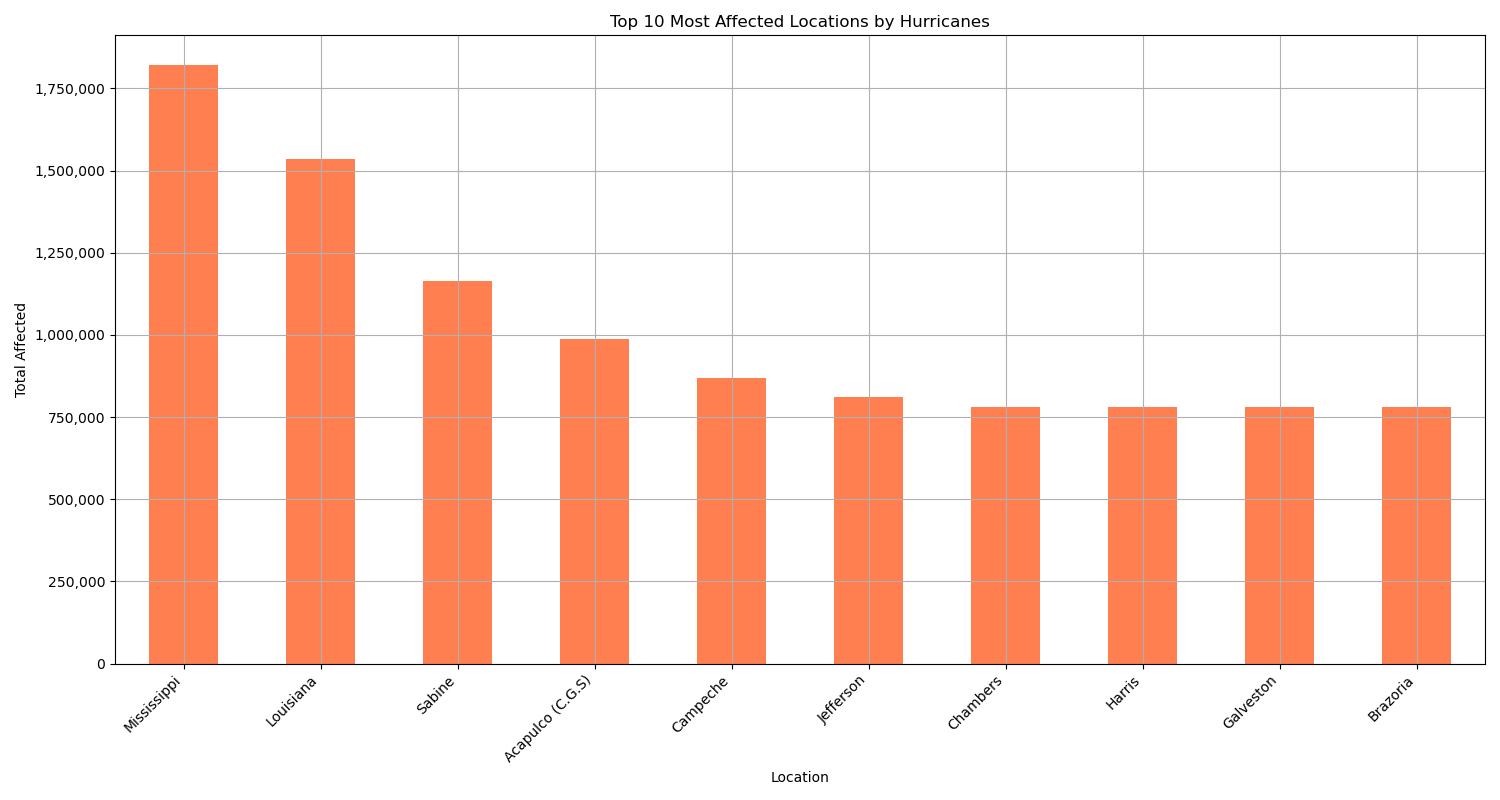 Top 10 Most Affected Locations by Hurricanes
Total Affected
1,750,000
1,500,000
1,250,000
1,000,000
750,000
500,000
250,000
0
Mississippi
Louisiana
Sabine
Acapulco (C.G.S)
Campeche
Jefferson
Chambers
Harris
Galveston
Brazoria
Location